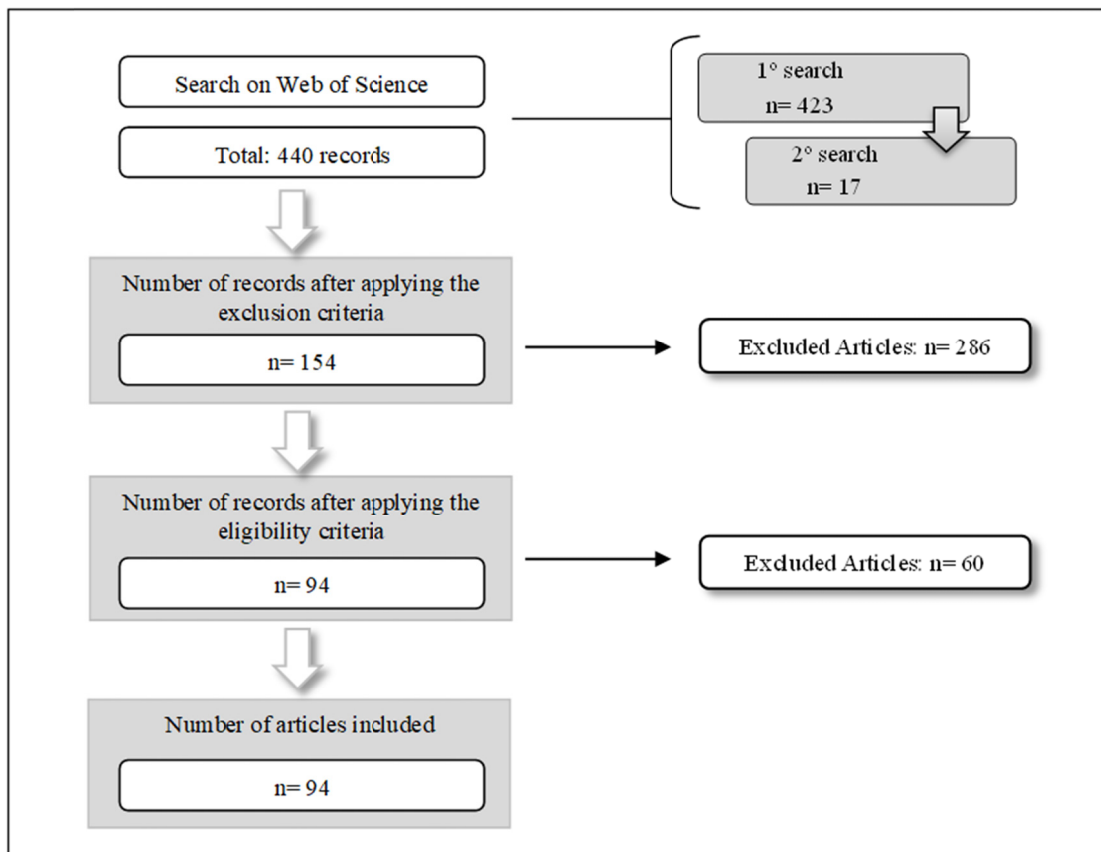 Search on Web of Science
Total: 440 records
1° search
n= 423
2° search
n= 17
Number of records after applying the
exclusion criteria
n= 154
Excluded Articles: n= 286
Number of records after applying the
eligibility criteria
n= 94
Excluded Articles: n= 60
Number of articles included
n= 94